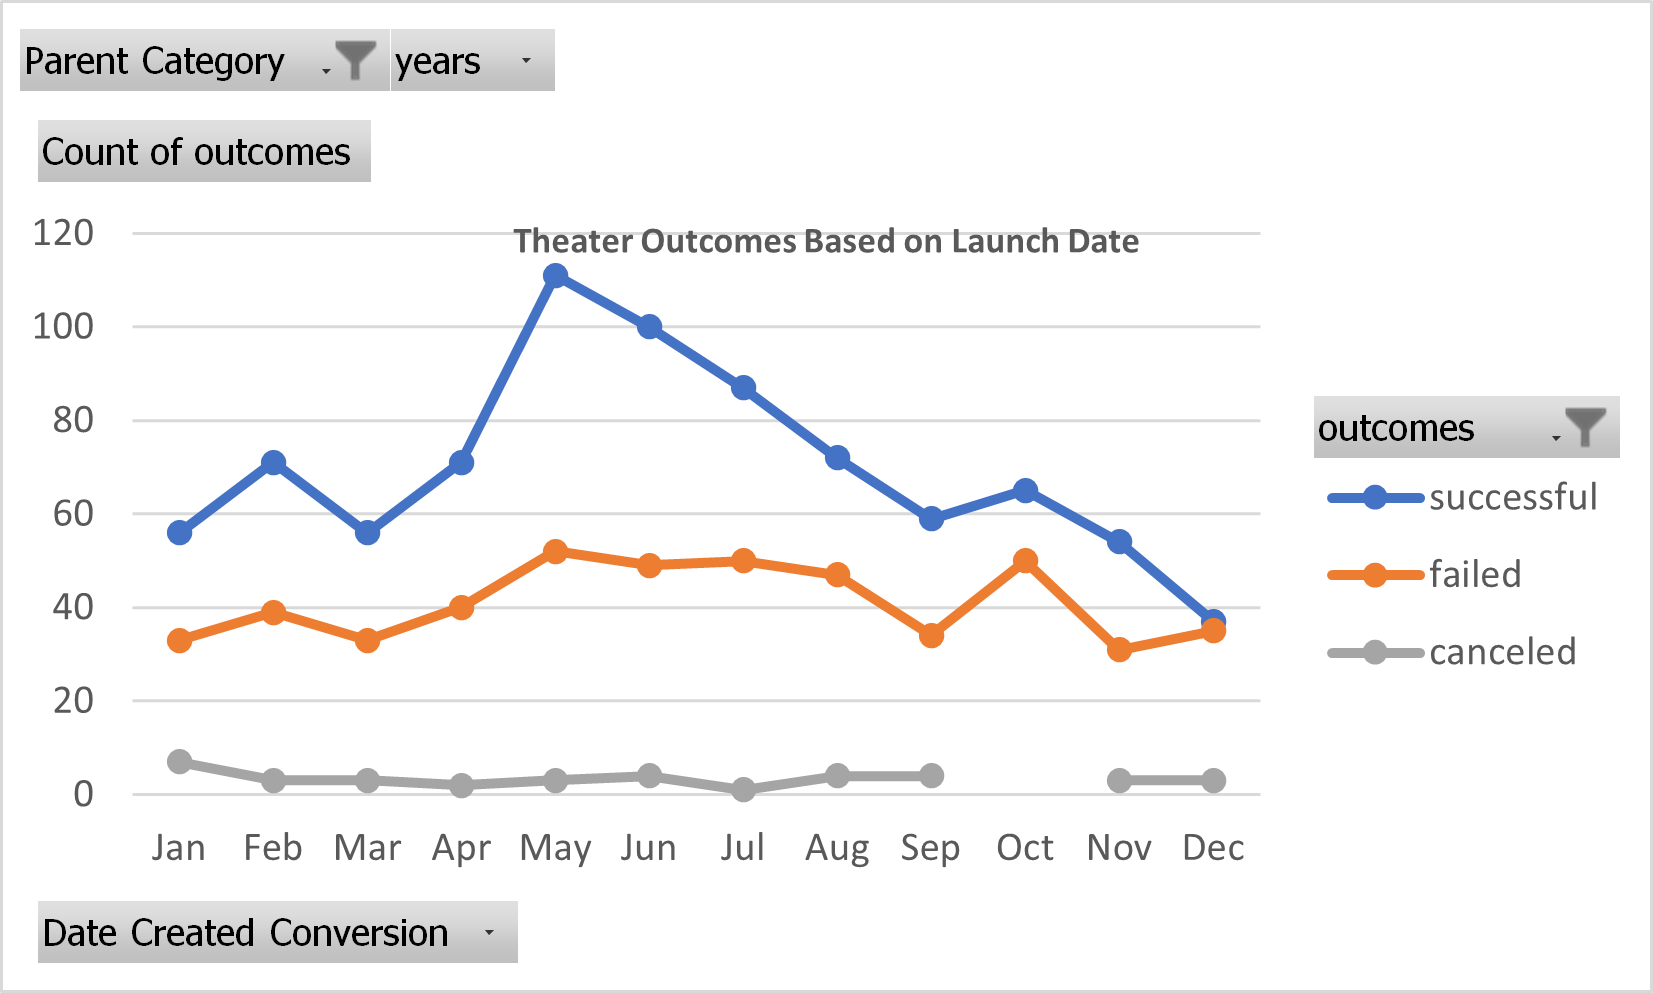 Parent Category years
Count of outcomes
Theater Outcomes Based on Launch Date
120
100
80
60
40
20
0
Jan Feb Mar Apr May Jun Jul Aug Sep Oct Nov Dec
outcomes
successful
failed
canceled
Date Created Conversion